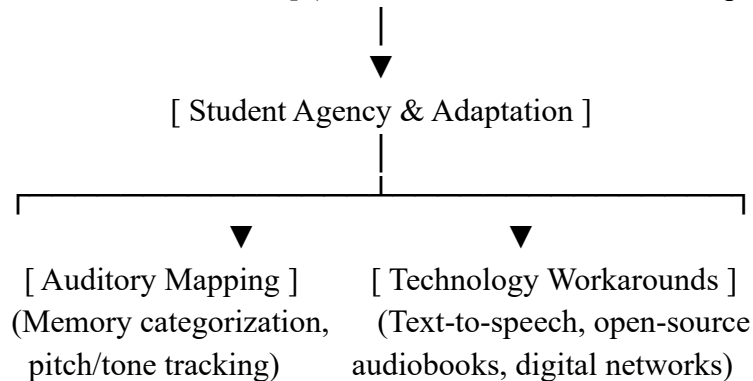 [ Student Agency & Adaptation ]
[ Auditory Mapping ] [ Technology Workarounds ]
(Memory categorization, (Text-to-speech, open-source
pitch/tone tracking) audiobooks, digital networks)